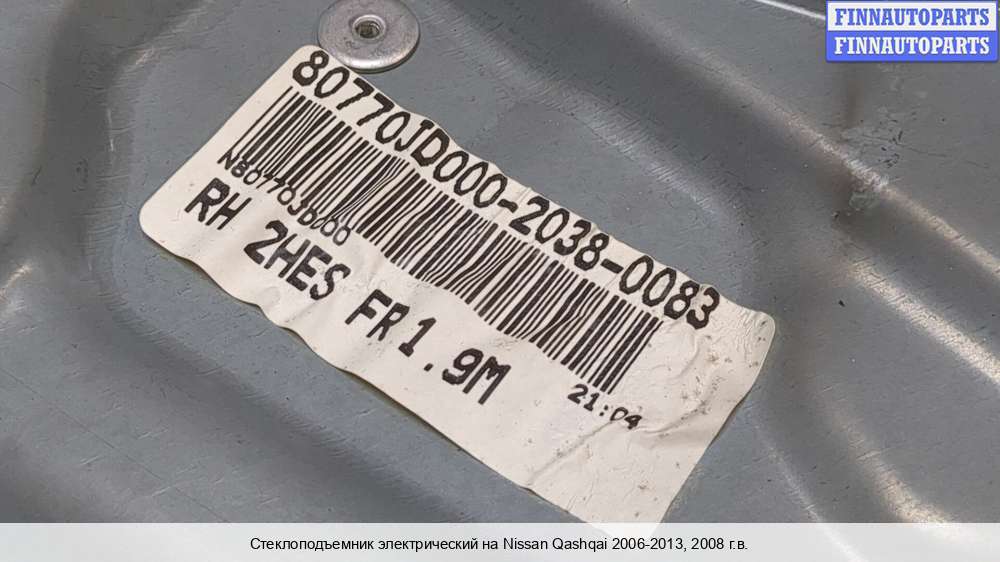 FINNAUTOPARTS
FINNAUTOPARTS
80770JD000-2038-0083
N80770JD00
RH 2HES FR1.9M
21:04
Стеклоподъемник электрический на Nissan Qashqai 2006-2013, 2008 г.в.